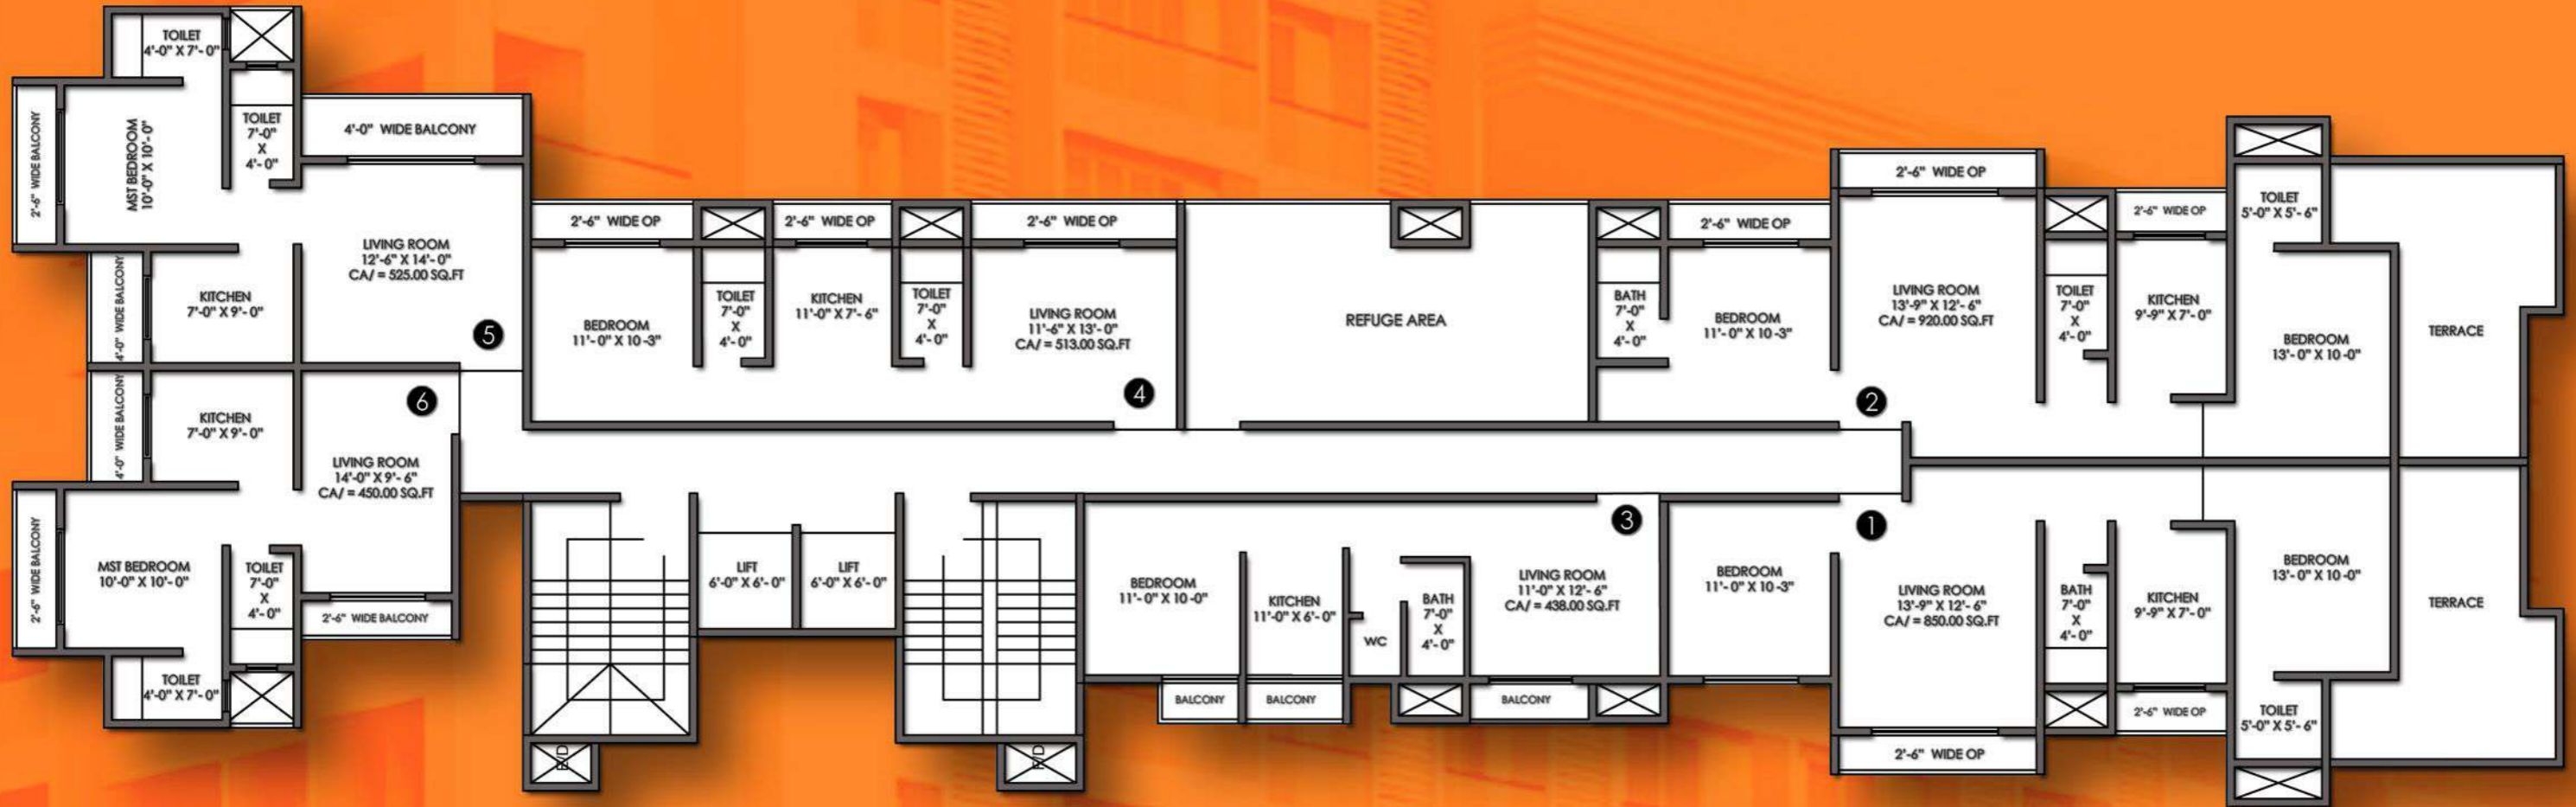 TOILET
4'-0" X 7'- 0"
2'-6" WIDE BALCONY
MST BEDROOM
10'-0" X 10'- 0"
TOILET
7'-0"
X
4'- 0"
4'-0" WIDE BALCONY
LIVING ROOM
12'-6" X 14'- 0"
CA/ = 525.00 SQ.FT
4'-0" WIDE BALCONY
KITCHEN
7'-0" X 9'- 0"
5
4'-0" WIDE BALCONY
KITCHEN
7'-0" X 9'- 0"
6
LIVING ROOM
14'-0" X 9'- 6"
CA/ = 450.00 SQ.FT
2'-6" WIDE BALCONY
MST BEDROOM
10'-0" X 10'- 0"
TOILET
7'-0"
X
4'- 0"
2'-6" WIDE BALCONY
TOILET
4'-0" X 7'- 0"
2'-6" WIDE OP
2'-6" WIDE OP
2'-6" WIDE OP
BEDROOM
11'- 0" X 10 -3"
TOILET
7'-0"
X
4'- 0"
KITCHEN
11'-0" X 7'- 6"
TOILET
7'-0"
X
4'- 0"
LIVING ROOM
11'-6" X 13'- 0"
CA/ = 513.00 SQ.FT
4
REFUGE AREA
LIFT
6'-0" X 6'- 0"
LIFT
6'-0" X 6'- 0"
BATH
7'-0"
X
4'- 0"
2'-6" WIDE OP
BEDROOM
11'- 0" X 10 -3"
2'-6" WIDE OP
LIVING ROOM
13'-9" X 12'- 6"
CA/ = 920.00 SQ.FT
2
TOILET
7'-0"
X
4'- 0"
2'-6" WIDE OP
KITCHEN
9'-9" X 7'- 0"
TOILET
5'-0" X 5'- 6"
BEDROOM
13'- 0" X 10 -0"
TERRACE
BEDROOM
11'- 0" X 10 -0"
KITCHEN
11'-0" X 6'- 0"
WC
BATH
7'-0"
X
4'- 0"
3
LIVING ROOM
11'-0" X 12'- 6"
CA/ = 438.00 SQ.FT
BALCONY
BALCONY
BALCONY
BEDROOM
11'- 0" X 10 -3"
1
LIVING ROOM
13'-9" X 12'- 6"
CA/ = 850.00 SQ.FT
2'-6" WIDE OP
BATH
7'-0"
X
4'- 0"
KITCHEN
9'-9" X 7'- 0"
2'-6" WIDE OP
BEDROOM
13'- 0" X 10 -0"
TOILET
5'-0" X 5'- 6"
TERRACE